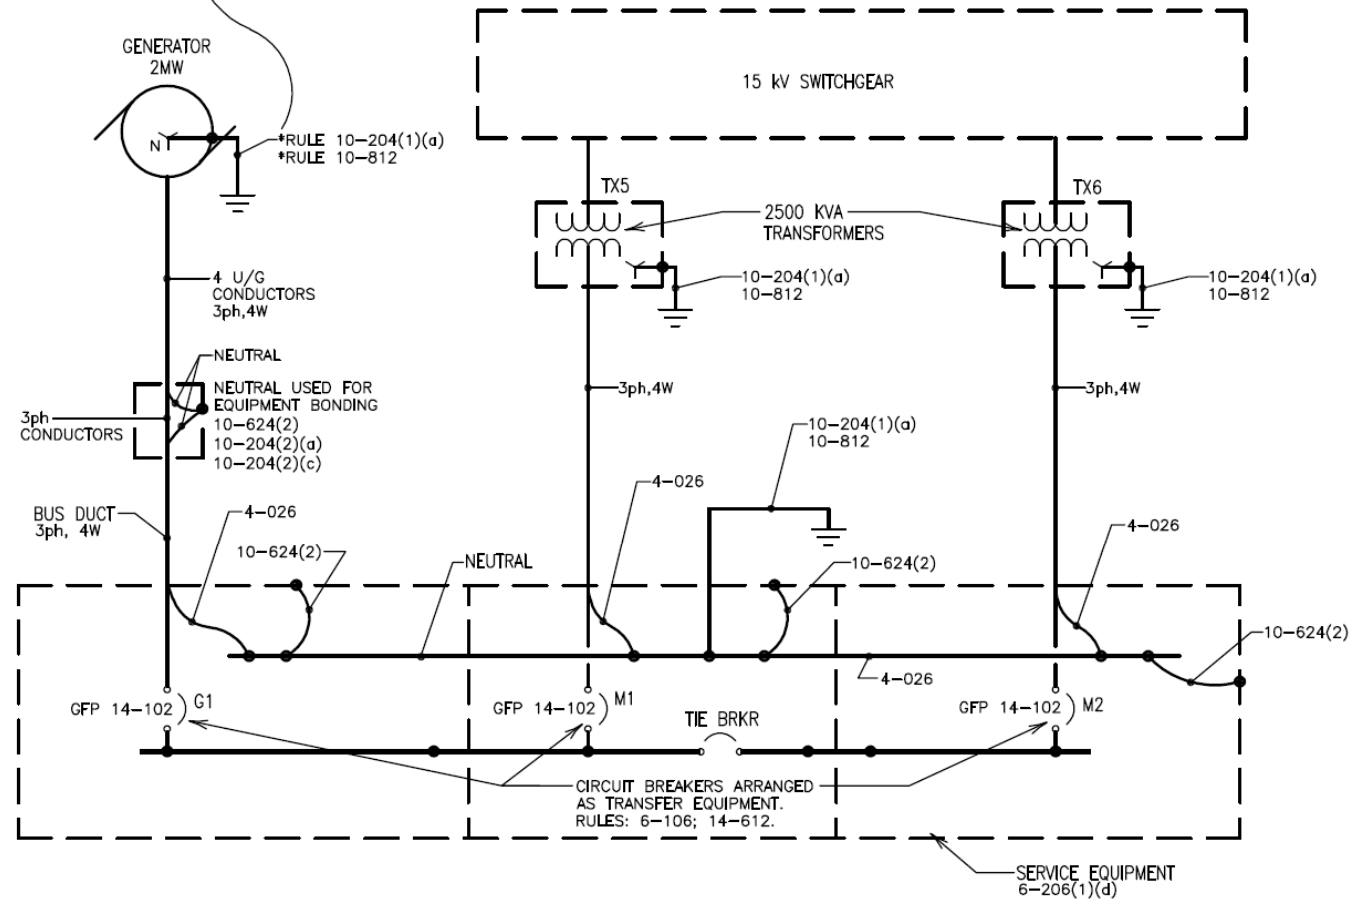 GENERATOR
2MW
15 kV SWITCHGEAR
N
*RULE 10-204(1)(a)
*RULE 10-812
TX5
TX6
2500 KVA
TRANSFORMERS
10-204(1)(a)
10-812
10-204(1)(a)
10-812
4 U/G
CONDUCTORS
3ph,4W
NEUTRAL
NEUTRAL USED FOR
EQUIPMENT BONDING
10-624(2)
10-204(2)(a)
10-204(2)(c)
3ph
CONDUCTORS
3ph,4W
3ph,4W
10-204(1)(a)
10-812
BUS DUCT
3ph, 4W
4-026
4-026
4-026
10-624(2)
NEUTRAL
10-624(2)
10-624(2)
4-026
GFP 14-102
G1
GFP 14-102
M1
TIE BRKR
GFP 14-102
M2
CIRCUIT BREAKERS ARRANGED
AS TRANSFER EQUIPMENT.
RULES: 6-106; 14-612.
SERVICE EQUIPMENT
6-206(1)(d)